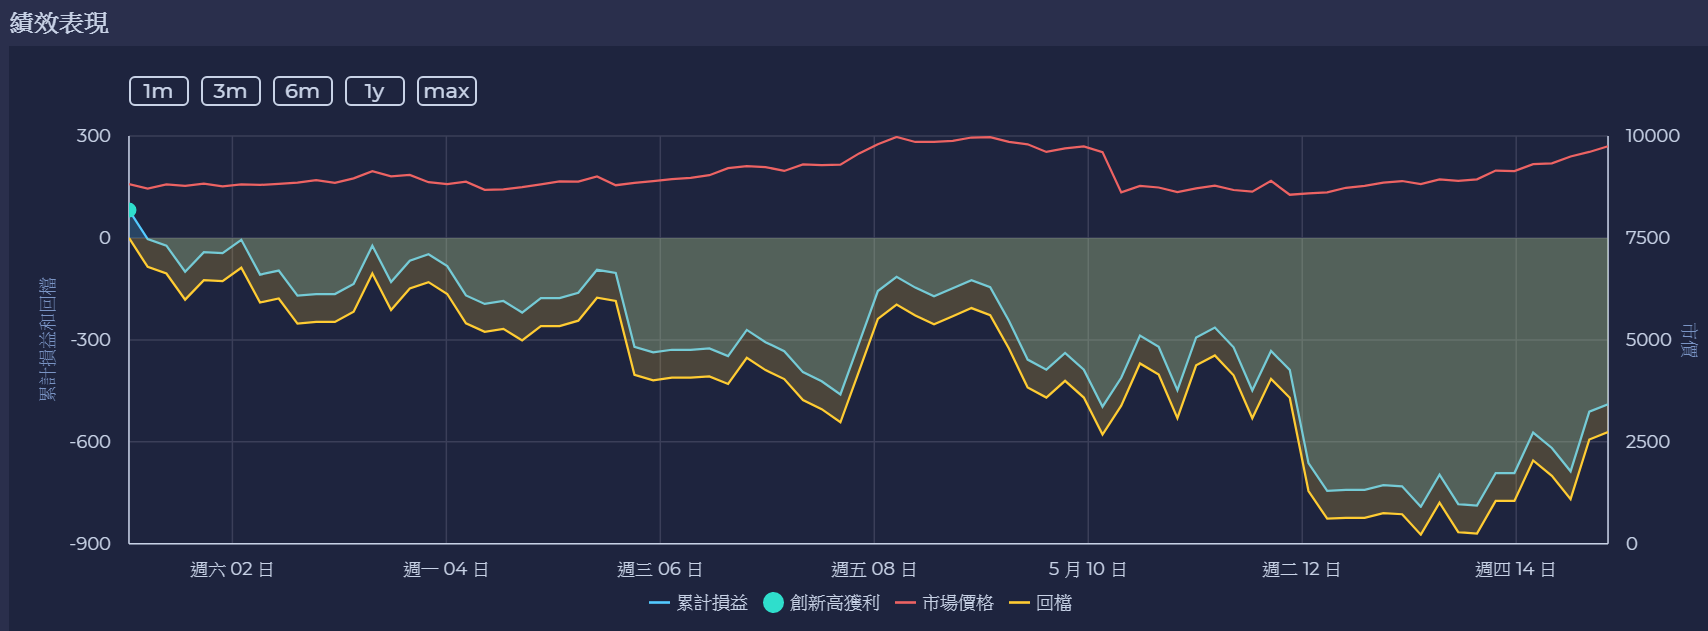 績效表現
1m 3m 6m 1y max
300
0
-300
-600
-900
累計損益和回檔
10000
7500
5000
2500
0
市價
週六 02 日 週一 04 日 週三 06 日 週五 08 日 5 月 10 日 週二 12 日 週四 14 日
累計損益 創新高獲利 市場價格 回檔